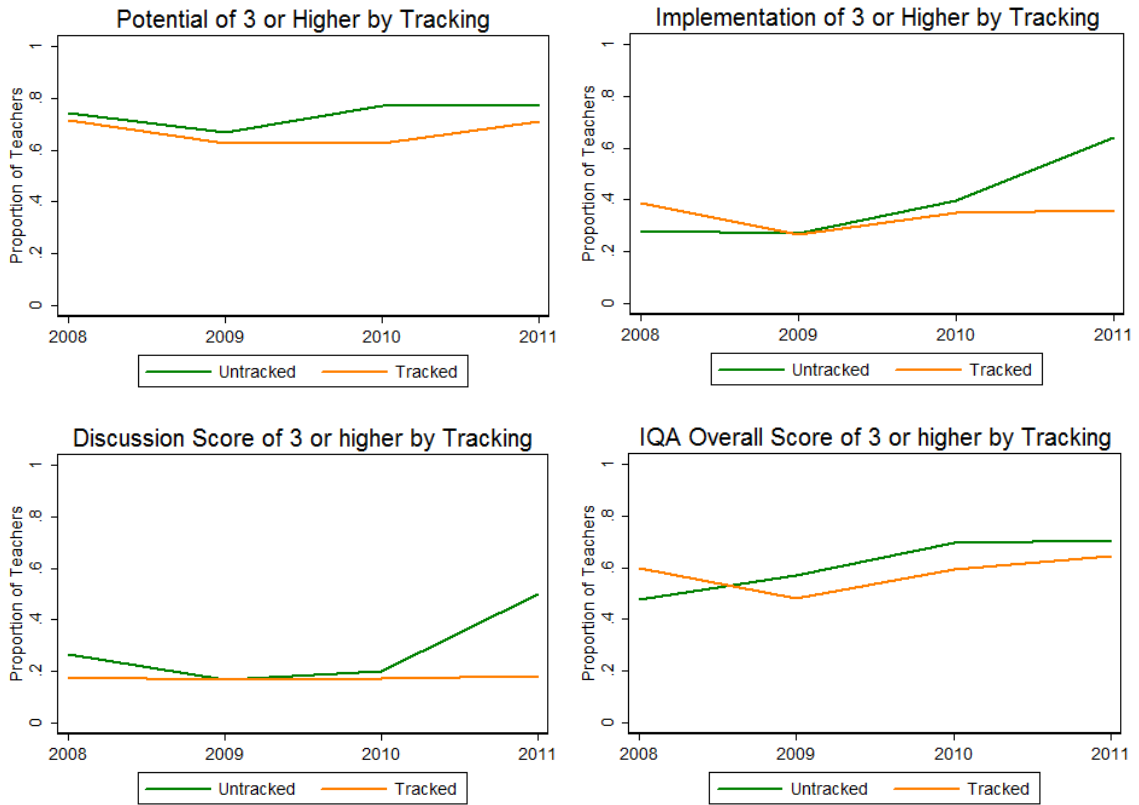 Potential of 3 or Higher by Tracking
Proportion of Teachers
1
.8
.6
.4
.2
0
2008 2009 2010 2011
Untracked Tracked
Implementation of 3 or Higher by Tracking
Proportion of Teachers
1
.8
.6
.4
.2
0
2008 2009 2010 2011
Untracked Tracked
Discussion Score of 3 or higher by Tracking
Proportion of Teachers
1
.8
.6
.4
.2
0
2008 2009 2010 2011
Untracked Tracked
IQA Overall Score of 3 or higher by Tracking
Proportion of Teachers
1
.8
.6
.4
.2
0
2008 2009 2010 2011
Untracked Tracked